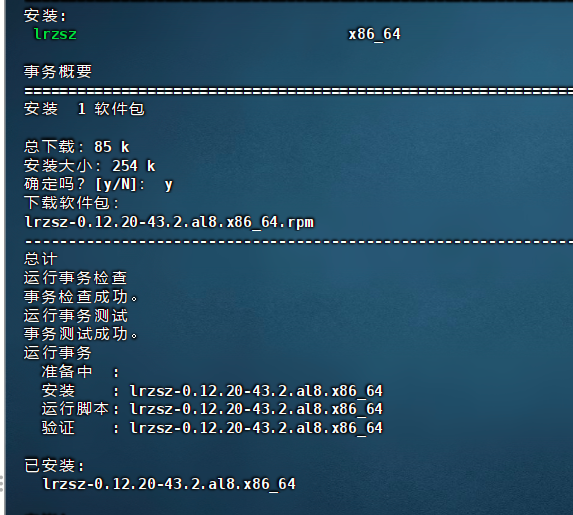 安装:
lrzsz x86_64
事务概要
================================================================
安装 1 软件包
总下载: 85 k
安装大小: 254 k
确定吗？[y/N]： y
下载软件包：
lrzsz-0.12.20-43.2.al8.x86_64.rpm
----------------------------------------------------------------
总计
运行事务检查
事务检查成功。
运行事务测试
事务测试成功。
运行事务
准备中 :
安装 : lrzsz-0.12.20-43.2.al8.x86_64
运行脚本: lrzsz-0.12.20-43.2.al8.x86_64
验证 : lrzsz-0.12.20-43.2.al8.x86_64
已安装:
lrzsz-0.12.20-43.2.al8.x86_64